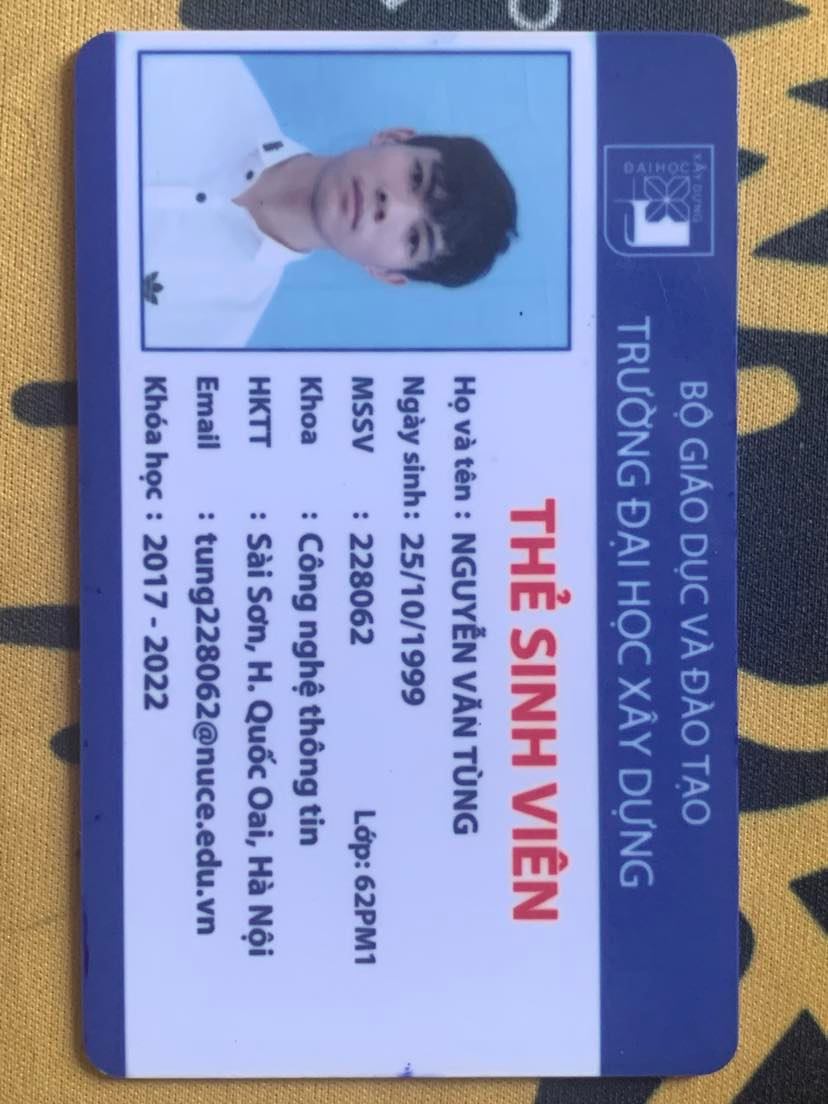 BỘ GIÁO DỤC VÀ ĐÀO TẠO
TRƯỜNG ĐẠI HỌC XÂY DỰNG
XÂY DỰNG
ĐẠI HỌC
THẺ SINH VIÊN
Họ và tên : NGUYỄN VĂN TÙNG
Ngày sinh : 25/10/1999
MSSV : 228062 Lớp: 62PM1
Khoa : Công nghệ thông tin
HKTT : Sài Sơn, H. Quốc Oai, Hà Nội
Email : tung228062@nuce.edu.vn
Khóa học : 2017 - 2022